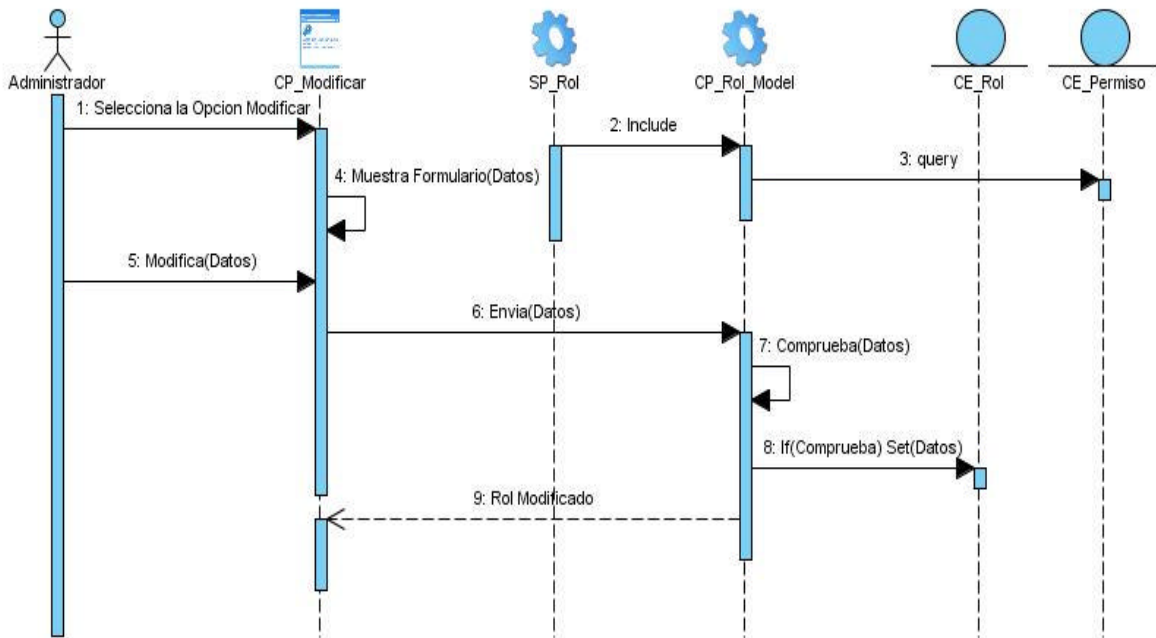 Administrador
CP_Modificar
SP_Rol
CP_Rol_Model
CE_Rol
CE_Permiso
1: Selecciona la Opcion Modificar
2: Include
3: query
4: Muestra Formulario(Datos)
5: Modifica(Datos)
6: Envia(Datos)
7: Comprueba(Datos)
8: If(Comprueba) Set(Datos)
9: Rol Modificado